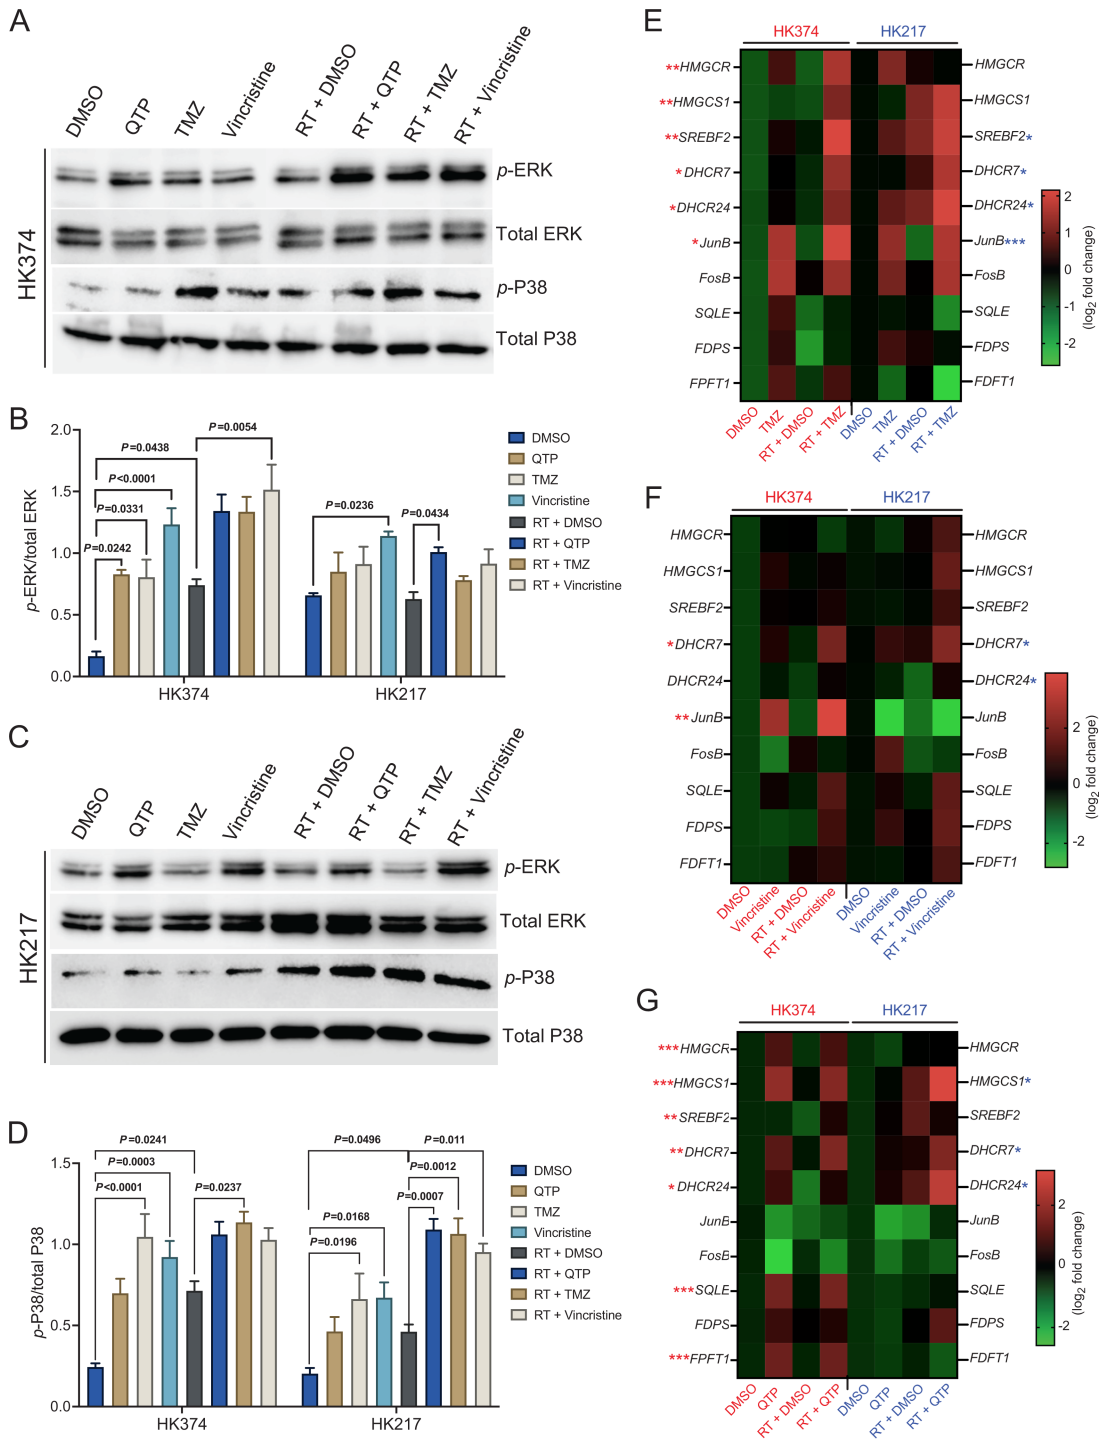 A
DMSO
QTP
TMZ
Vincristine
RT + DMSO
RT + QTP
RT + TMZ
RT + Vincristine
HK374
p-ERK
Total ERK
p-P38
Total P38
B
p-ERK/total ERK
2.0
1.5
1.0
0.5
0.0
P=0.0054
P=0.0438
P<0.0001
P=0.0331
P=0.0242
P=0.0236
P=0.0434
HK374
HK217
DMSO
QTP
TMZ
Vincristine
RT + DMSO
RT + QTP
RT + TMZ
RT + Vincristine
C
DMSO
QTP
TMZ
Vincristine
RT + DMSO
RT + QTP
RT + TMZ
RT + Vincristine
HK217
p-ERK
Total ERK
p-P38
Total P38
D
p-P38/total P38
1.5
1.0
0.5
0.0
P=0.0241
P=0.0003
P<0.0001
P=0.0237
P=0.0496
P=0.011
P=0.0012
P=0.0007
P=0.0168
P=0.0196
HK374
HK217
DMSO
QTP
TMZ
Vincristine
RT + DMSO
RT + QTP
RT + TMZ
RT + Vincristine
E
HK374
HK217
**HMGCR
HMGCR
**HMGCS1
HMGCS1
**SREBF2
SREBF2*
*DHCR7
DHCR7*
*DHCR24
DHCR24*
*JunB
JunB***
FosB
FosB
SQLE
SQLE
FDPS
FDPS
FPFT1
FDFT1
DMSO
TMZ
RT + DMSO
RT + TMZ
DMSO
TMZ
RT + DMSO
RT + TMZ
2
1
0
-1
-2
(log2 fold change)
F
HK374
HK217
HMGCR
HMGCR
HMGCS1
HMGCS1
SREBF2
SREBF2
*DHCR7
DHCR7*
DHCR24
DHCR24*
**JunB
JunB
FosB
FosB
SQLE
SQLE
FDPS
FDPS
FDFT1
FDFT1
DMSO
Vincristine
RT + DMSO
RT + Vincristine
DMSO
Vincristine
RT + DMSO
RT + Vincristine
2
0
-2
(log2 fold change)
G
HK374
HK217
***HMGCR
HMGCR
***HMGCS1
HMGCS1*
**SREBF2
SREBF2
**DHCR7
DHCR7*
*DHCR24
DHCR24*
JunB
JunB
FosB
FosB
***SQLE
SQLE
FDPS
FDPS
***FPFT1
FDFT1
DMSO
QTP
RT + DMSO
RT + QTP
DMSO
QTP
RT + DMSO
RT + QTP
2
0
-2
(log2 fold change)